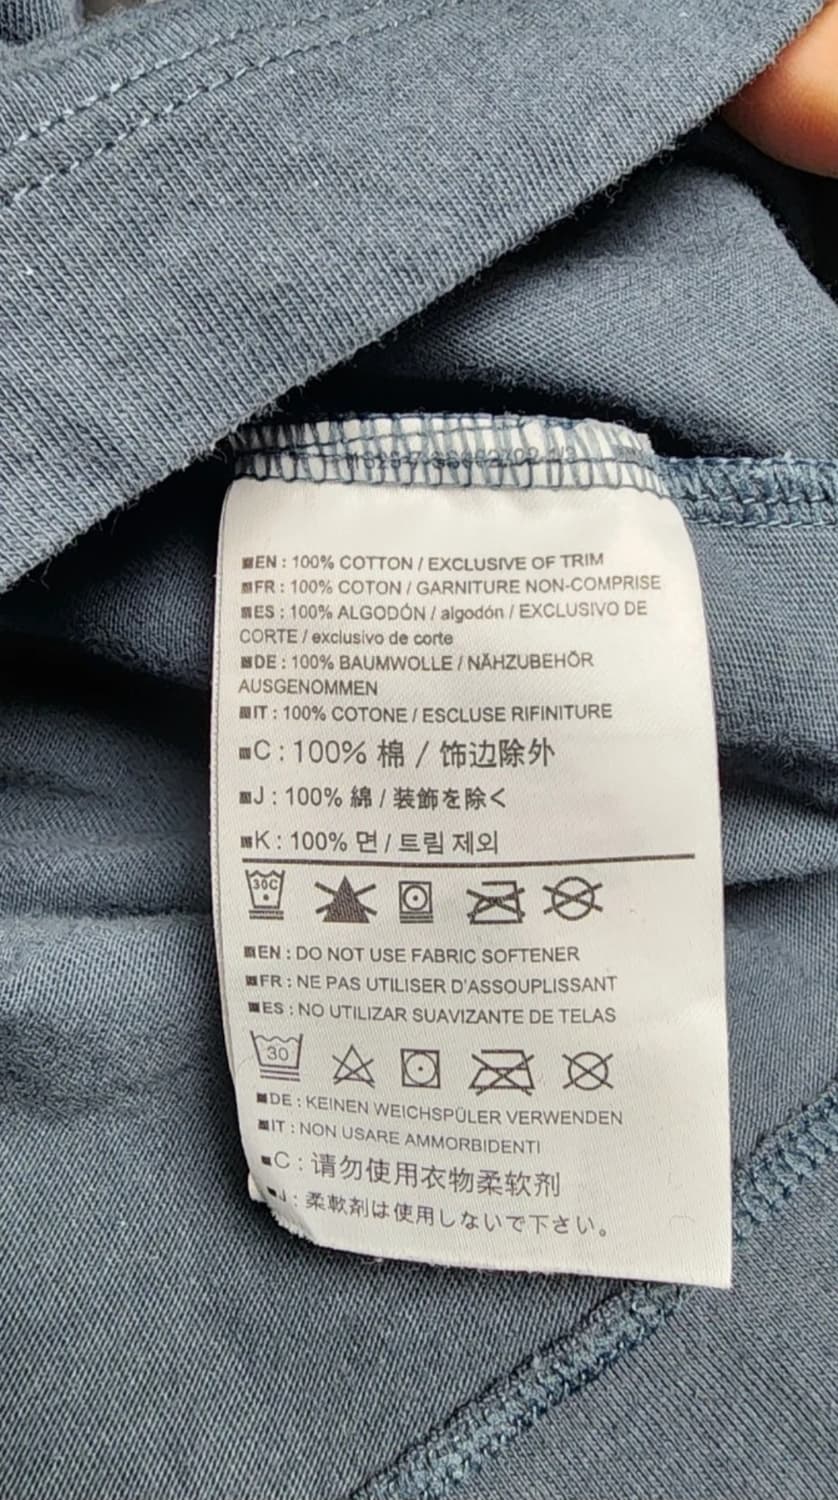 EN : 100% COTTON / EXCLUSIVE OF TRIM
FR : 100% COTON / GARNITURE NON-COMPRISE
ES : 100% ALGODÓN / algodón / EXCLUSIVO DE
CORTE / exclusivo de corte
DE : 100% BAUMWOLLE / NÄHZUBEHÖR
AUSGENOMMEN
IT : 100% COTONE / ESCLUSE RIFINITURE
C : 100% 棉 / 饰边除外
J : 100% 綿 / 装飾を除く
K : 100% 면 / 트림 제외
30C
EN : DO NOT USE FABRIC SOFTENER
FR : NE PAS UTILISER D'ASSOUPLISSANT
ES : NO UTILIZAR SUAVIZANTE DE TELAS
30
DE : KEINEN WEICHSPÜLER VERWENDEN
IT : NON USARE AMMORBIDENTI
C : 请勿使用衣物柔软剂
J : 柔軟剤は使用しないで下さい。